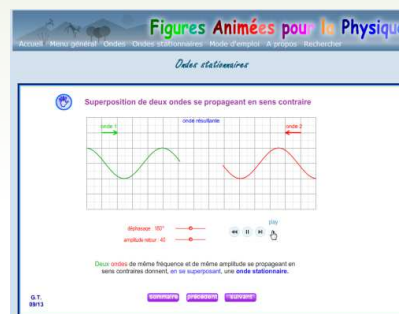 Figures Animées pour la Physique
Accueil Menu général Ondes Ondes stationnaires Mode d'emploi A propos Rechercher
Ondes stationnaires
Superposition de deux ondes se propageant en sens contraire
onde résultante
onde 1
onde 2
play
déphasage
amplitude retour
Deux ondes de même fréquence et de même amplitude se propageant en
sens contraires donnent, en se superposant, une onde stationnaire.
sommaire précédent suivant
G.T.
09/13